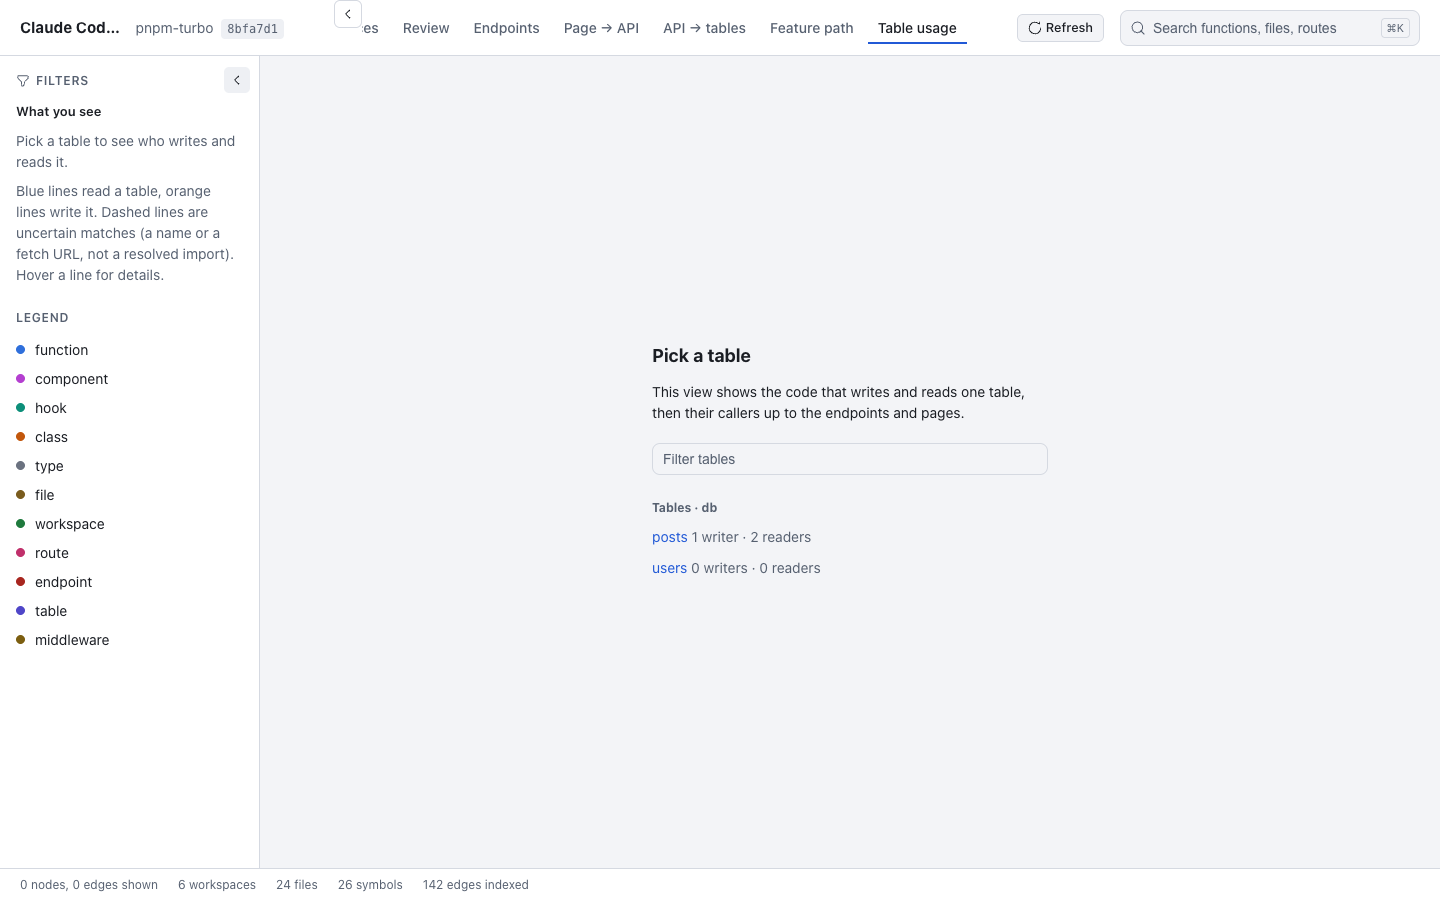 Claude Cod...
pnpm-turbo 8bfa7d1
es
Review
Endpoints
Page → API
API → tables
Feature path
Table usage
Refresh
Search functions, files, routes
⌘K
FILTERS
What you see
Pick a table to see who writes and
reads it.
Blue lines read a table, orange
lines write it. Dashed lines are
uncertain matches (a name or a
fetch URL, not a resolved import).
Hover a line for details.
LEGEND
function
component
hook
class
type
file
workspace
route
endpoint
table
middleware
Pick a table
This view shows the code that writes and reads one table,
then their callers up to the endpoints and pages.
Filter tables
Tables · db
posts 1 writer · 2 readers
users 0 writers · 0 readers
0 nodes, 0 edges shown
6 workspaces
24 files
26 symbols
142 edges indexed